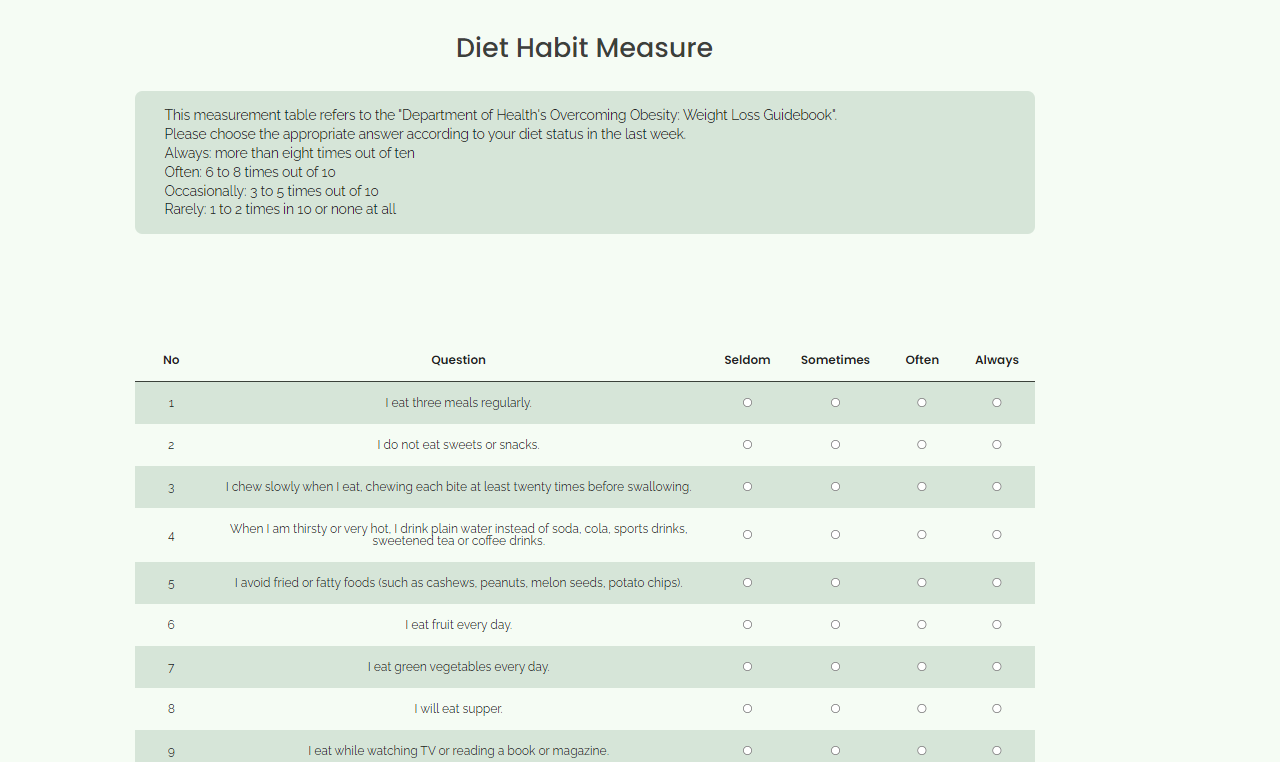 Diet Habit Measure
This measurement table refers to the "Department of Health's Overcoming Obesity: Weight Loss Guidebook".
Please choose the appropriate answer according to your diet status in the last week.
Always: more than eight times out of ten
Often: 6 to 8 times out of 10
Occasionally: 3 to 5 times out of 10
Rarely: 1 to 2 times in 10 or none at all
No Question Seldom Sometimes Often Always
1 I eat three meals regularly.
2 I do not eat sweets or snacks.
3 I chew slowly when I eat, chewing each bite at least twenty times before swallowing.
4 When I am thirsty or very hot, I drink plain water instead of soda, cola, sports drinks,
sweetened tea or coffee drinks.
5 I avoid fried or fatty foods (such as cashews, peanuts, melon seeds, potato chips).
6 I eat fruit every day.
7 I eat green vegetables every day.
8 I will eat supper.
9 I eat while watching TV or reading a book or magazine.